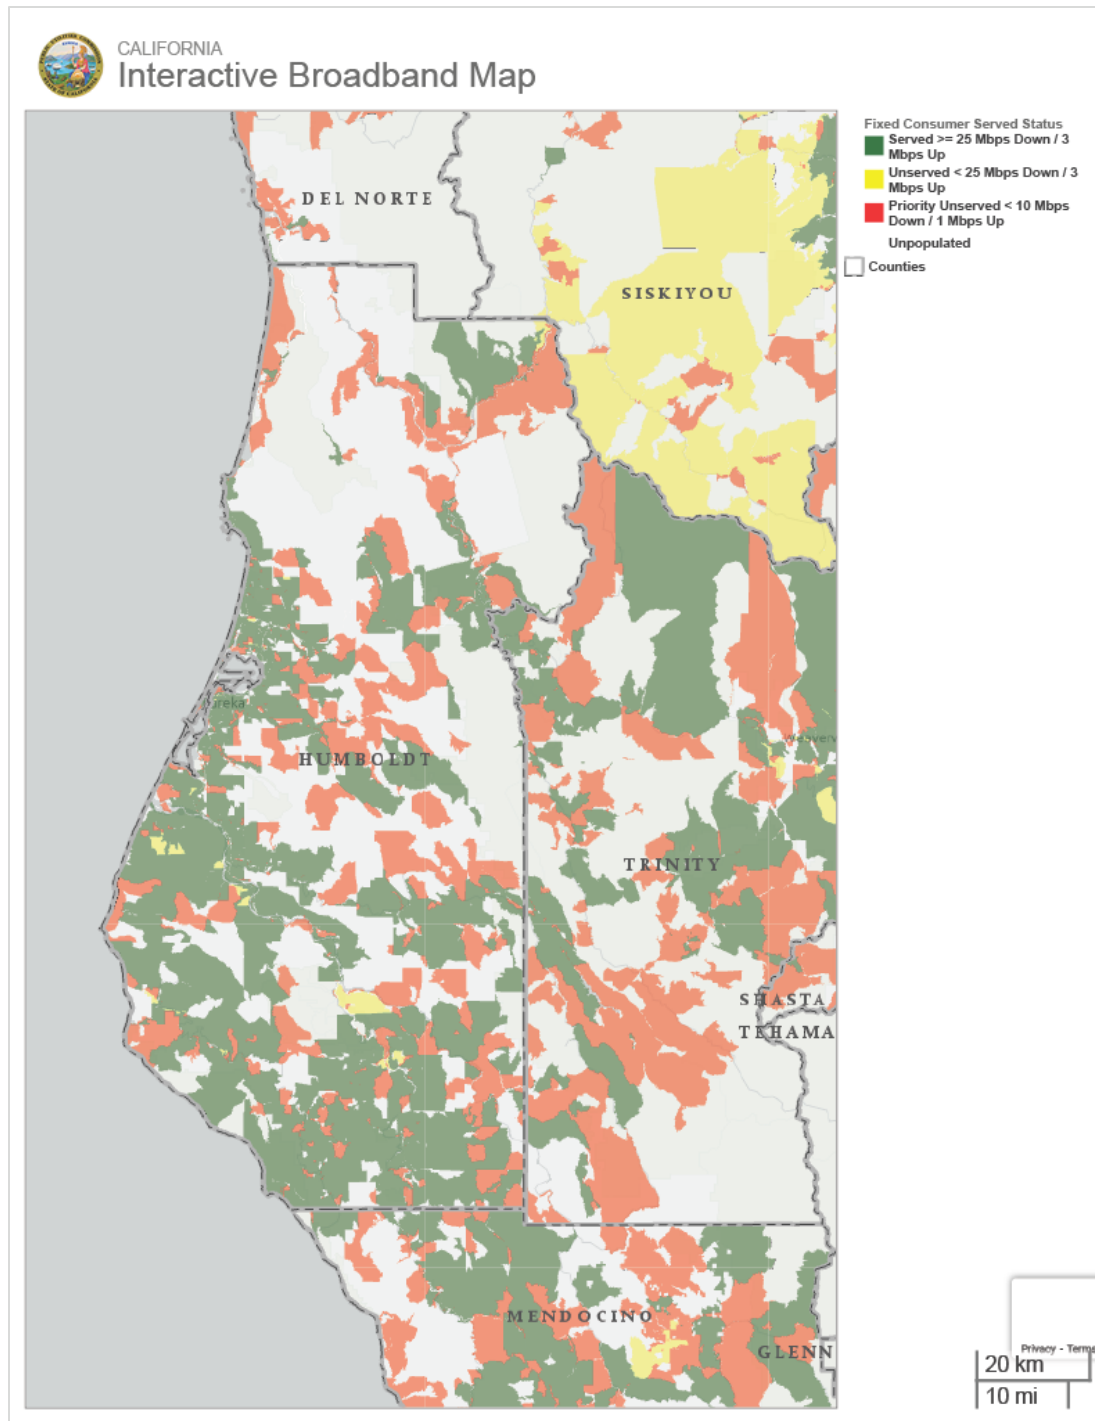 CALIFORNIA
Interactive Broadband Map
Fixed Consumer Served Status
Served >= 25 Mbps Down / 3
Mbps Up
Unserved < 25 Mbps Down / 3
Mbps Up
Priority Unserved < 10 Mbps
Down / 1 Mbps Up
Unpopulated
Counties
DEL NORTE
SISKIYOU
HUMBOLDT
TRINITY
SHASTA
TEHAMA
MENDOCINO
GLENN
Privacy - Terms
20 km
10 mi